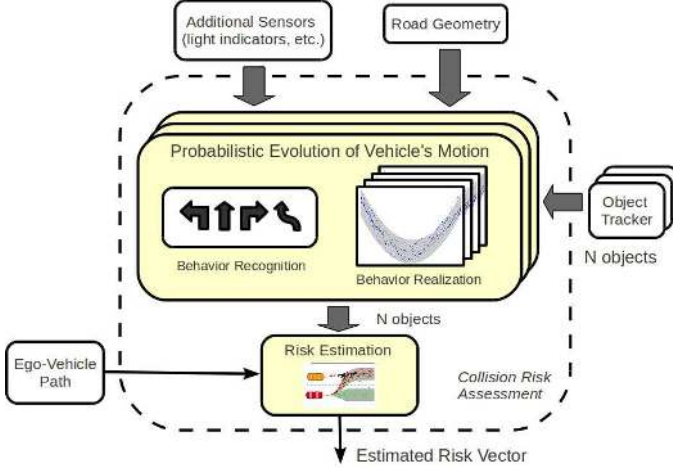 Additional Sensors
(light indicators, etc.)
Road Geometry
Probabilistic Evolution of Vehicle's Motion
Behavior Recognition
Behavior Realization
Object
Tracker
N objects
N objects
Ego-Vehicle
Path
Risk Estimation
Collision Risk
Assessment
Estimated Risk Vector